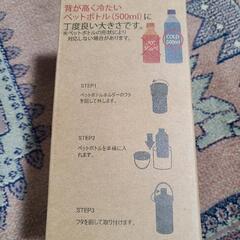 背が高く冷たい
ペットボトル(500ml)に
丁度良い大きさです。
※ペットボトルの形状により
対応しない場合があります。
HOT
COLD
500ml
STEP1
ペットボトルホルダーのフタ
を回して外します。
STEP2
ペットボトルを本体に入
れます。
STEP3
フタを回して取り付けます。